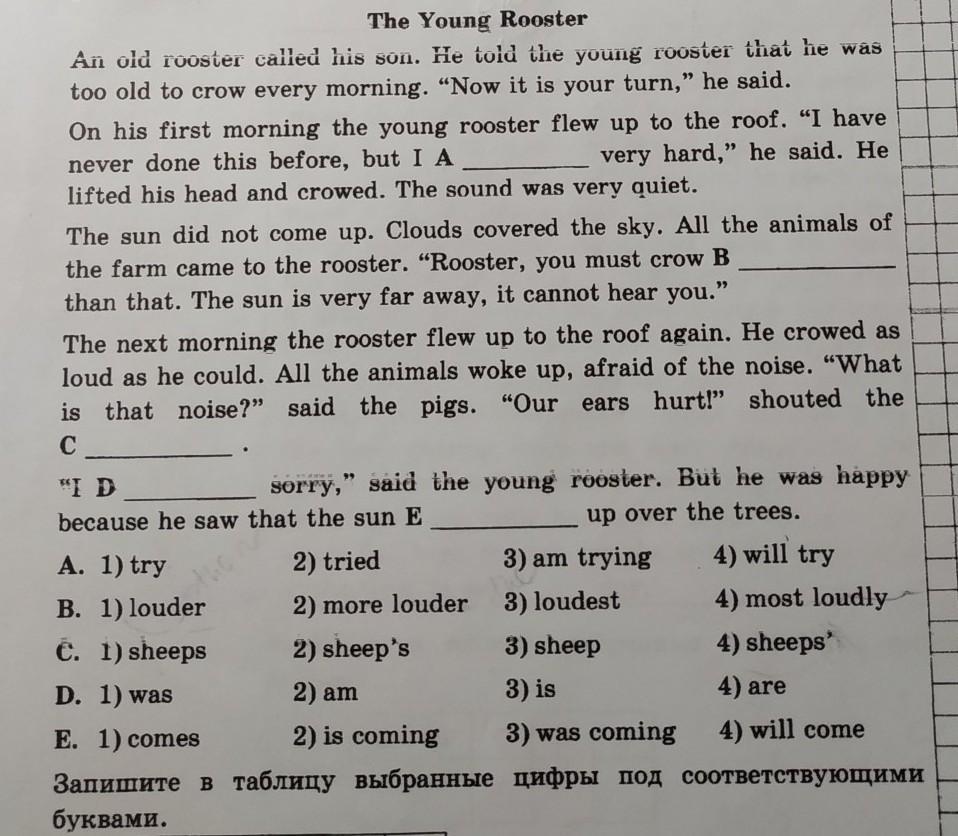 The Young Rooster
An old rooster called his son. He told the young rooster that he was
too old to crow every morning. “Now it is your turn,” he said.
On his first morning the young rooster flew up to the roof. “I have
never done this before, but I A __________ very hard,” he said. He
lifted his head and crowed. The sound was very quiet.
The sun did not come up. Clouds covered the sky. All the animals of
the farm came to the rooster. “Rooster, you must crow B ____________
than that. The sun is very far away, it cannot hear you.”
The next morning the rooster flew up to the roof again. He crowed as
loud as he could. All the animals woke up, afraid of the noise. “What
is that noise?” said the pigs. “Our ears hurt!” shouted the
C ____________ .
“I D __________ sorry,” said the young rooster. But he was happy
because he saw that the sun E ____________ up over the trees.
A. 1) try 2) tried 3) am trying 4) will try
B. 1) louder 2) more louder 3) loudest 4) most loudly
C. 1) sheeps 2) sheep’s 3) sheep 4) sheeps’
D. 1) was 2) am 3) is 4) are
E. 1) comes 2) is coming 3) was coming 4) will come
Запишите в таблицу выбранные цифры под соответствующими
буквами.